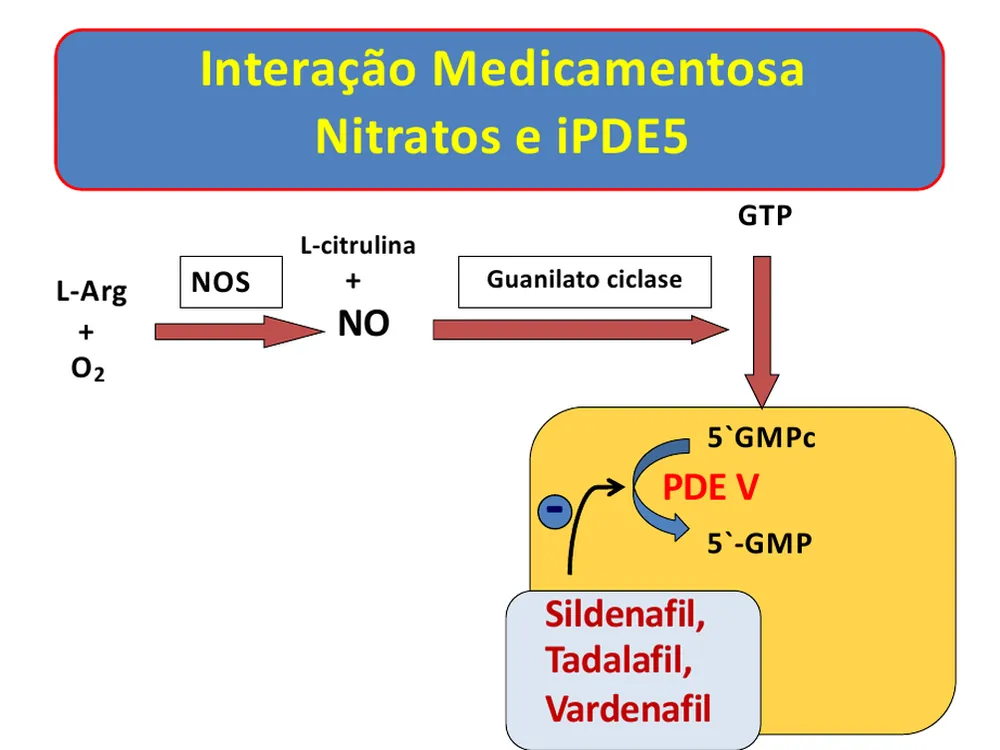 Interação Medicamentosa
Nitratos e iPDE5
GTP
L-citrulina
+
NO
NOS
Guanilato ciclase
L-Arg
+
O₂
5`GMPc
PDE V
5`-GMP
-
Sildenafil,
Tadalafil,
Vardenafil